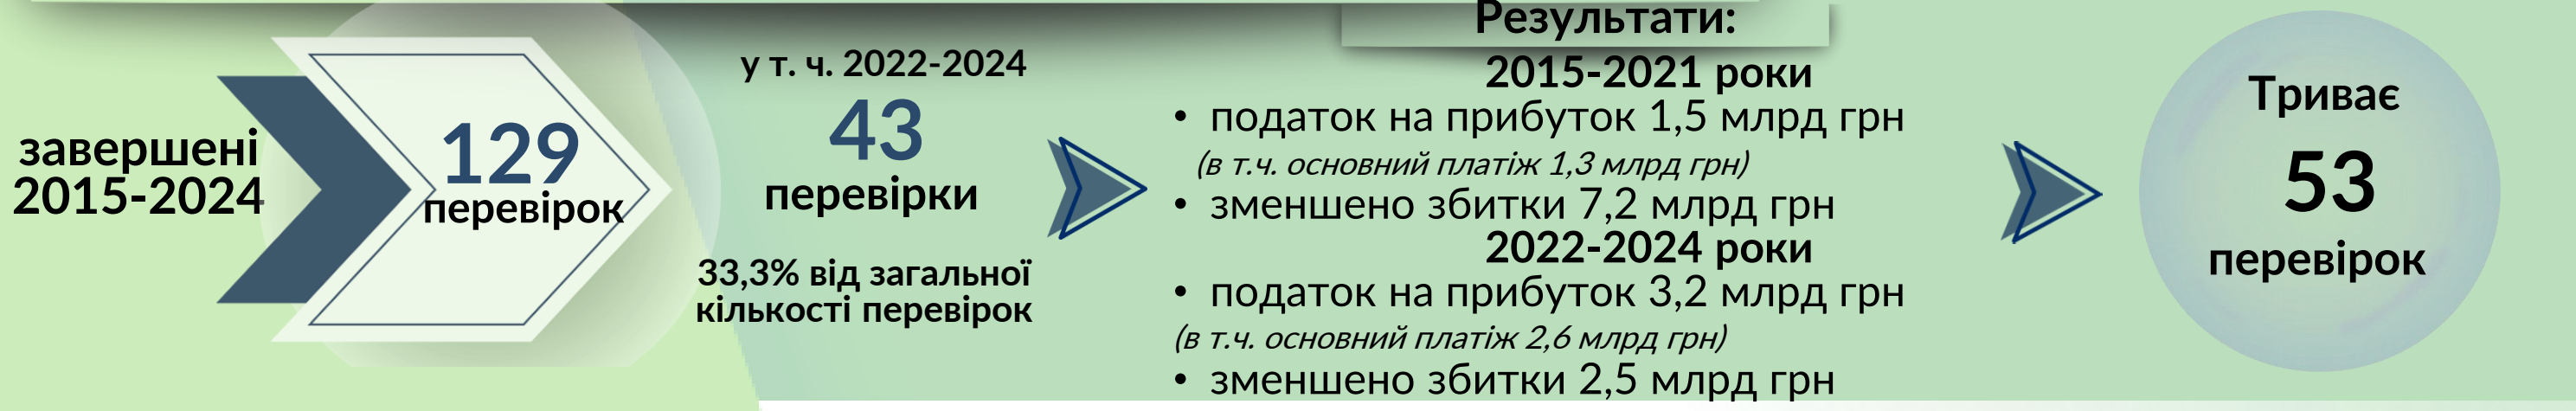 завершені
2015-2024
129
перевірок
у т. ч. 2022-2024
43
перевірки
33,3% від загальної
кількості перевірок
Результати:
2015-2021 роки
• податок на прибуток 1,5 млрд грн
(в т.ч. основний платіж 1,3 млрд грн)
• зменшено збитки 7,2 млрд грн
2022-2024 роки
• податок на прибуток 3,2 млрд грн
(в т.ч. основний платіж 2,6 млрд грн)
• зменшено збитки 2,5 млрд грн
Триває
53
перевірок